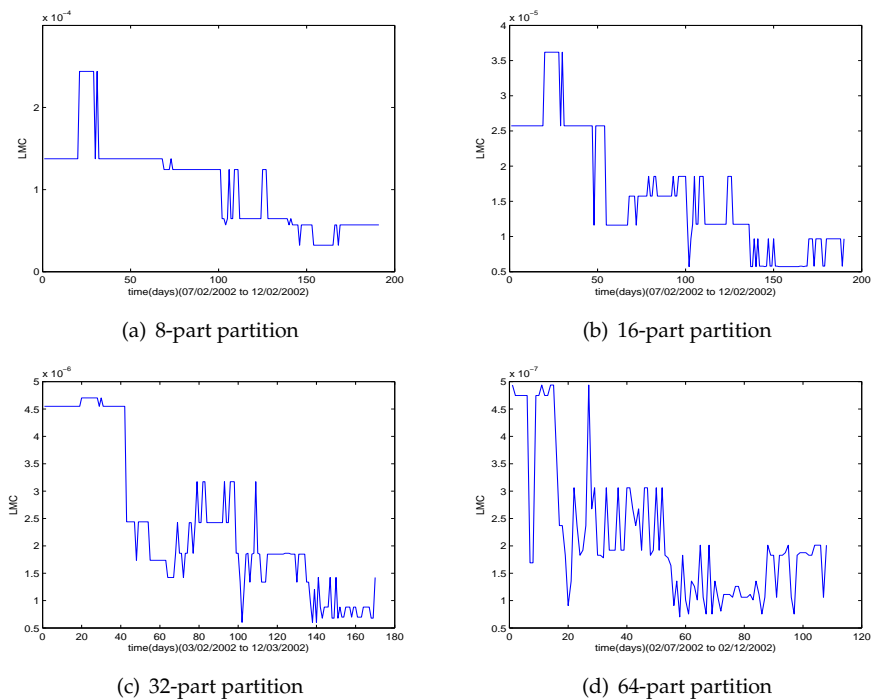 x 10⁻⁴
2
1
0
LMC
0 50 100 150 200
time(days)(07/02/2002 to 12/02/2002)
(a) 8-part partition
x 10⁻⁵
4
3.5
3
2.5
2
1.5
1
0.5
LMC
0 50 100 150 200
time(days)(07/02/2002 to 12/02/2002)
(b) 16-part partition
x 10⁻⁶
5
4.5
4
3.5
3
2.5
2
1.5
1
0.5
LMC
0 20 40 60 80 100 120 140 160 180
time(days)(03/02/2002 to 12/03/2002)
(c) 32-part partition
x 10⁻⁷
5
4.5
4
3.5
3
2.5
2
1.5
1
0.5
LMC
0 20 40 60 80 100 120
time(days)(02/07/2002 to 02/12/2002)
(d) 64-part partition